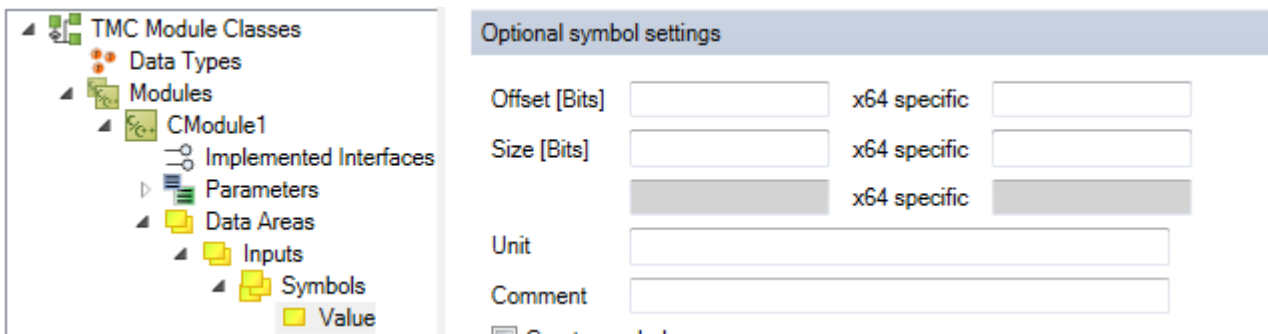 TMC Module Classes
Data Types
Modules
CModule1
Implemented Interfaces
Parameters
Data Areas
Inputs
Symbols
Value
Optional symbol settings
Offset [Bits] x64 specific
Size [Bits] x64 specific
x64 specific
Unit
Comment